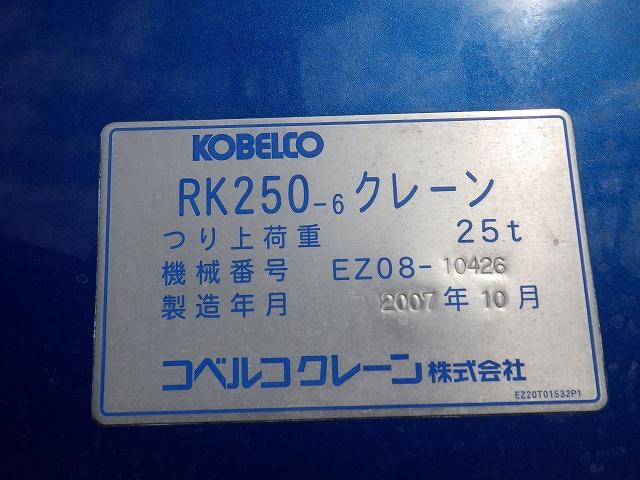 KOBELCO
RK250-6クレーン
つり上荷重 25t
機械番号 EZ08-10426
製造年月 2007年10月
コベルコクレーン株式会社
EZ20T01532P1